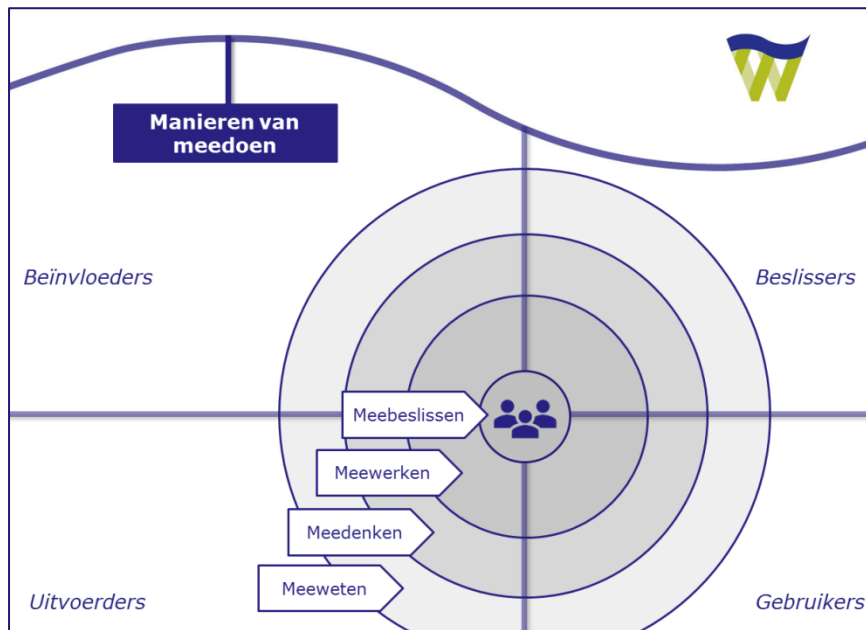 Manieren van
meedoen
Beïnvloeders
Beslissers
Meebeslissen
Meewerken
Meedenken
Meeweten
Uitvoerders
Gebruikers